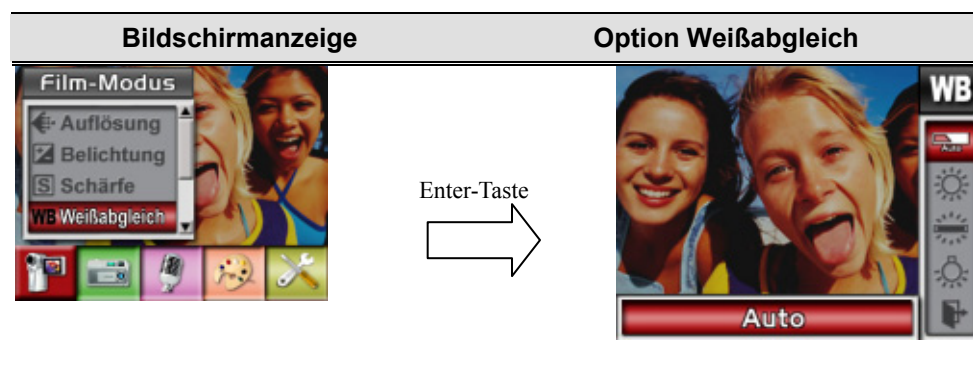 Bildschirmanzeige Option Weißabgleich
Film-Modus
Auflösung
Belichtung
S Schärfe
WB Weißabgleich
Enter-Taste
WB
Auto
Auto